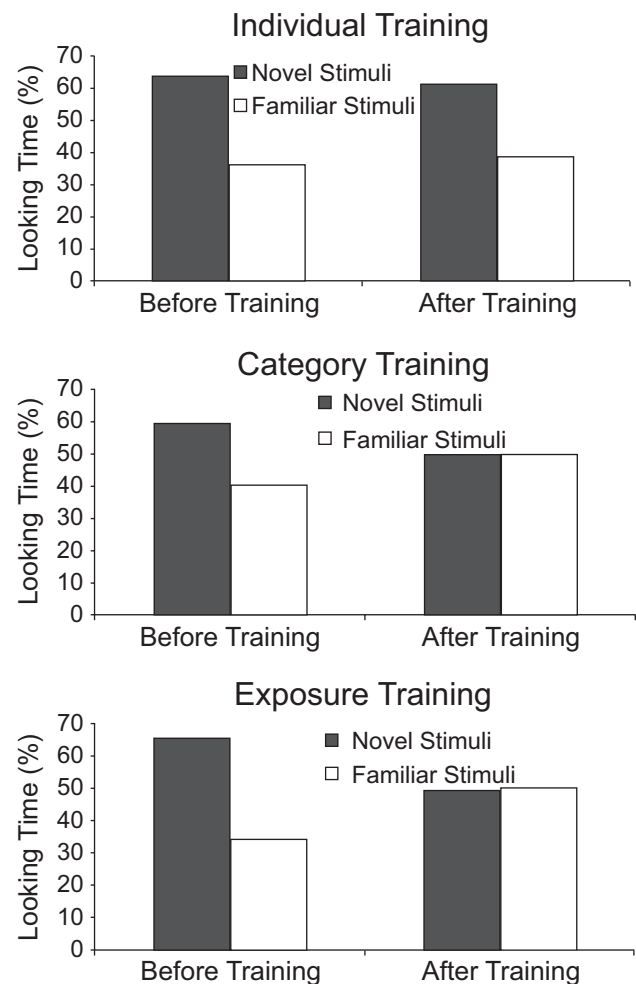 Individual Training
Looking Time (%)
70
60
50
40
30
20
10
0
Novel Stimuli
Familiar Stimuli
Before Training After Training
Category Training
Looking Time (%)
70
60
50
40
30
20
10
0
Novel Stimuli
Familiar Stimuli
Before Training After Training
Exposure Training
Looking Time (%)
70
60
50
40
30
20
10
0
Novel Stimuli
Familiar Stimuli
Before Training After Training